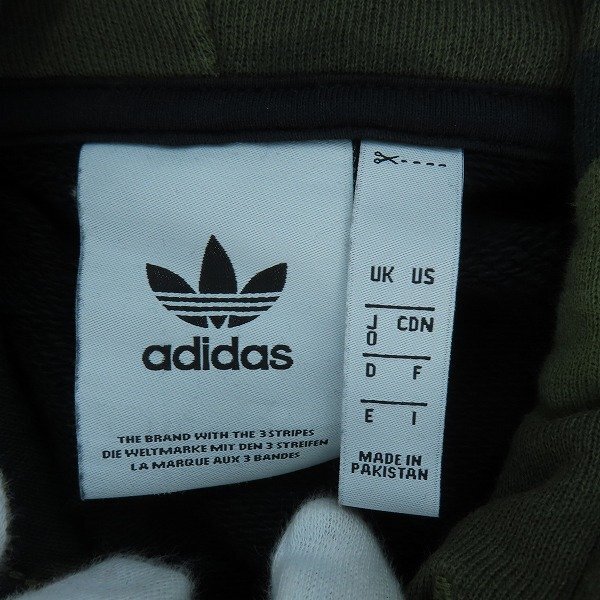 adidas
THE BRAND WITH THE 3 STRIPES
DIE WELTMARKE MIT DEN 3 STREIFEN
LA MARQUE AUX 3 BANDES
UK US
JO CDN
D F
E I
MADE IN
PAKISTAN